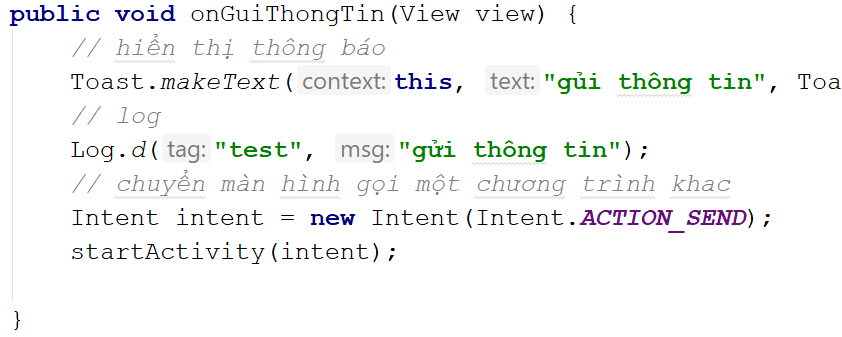 public void onGuiThongTin(View view) {
// hiển thị thông báo
Toast.makeText( context: this, text: "gủi thông tin", Toa
// log
Log.d( tag: "test", msg: "gửi thông tin");
// chuyển màn hình gọi một chương trình khac
Intent intent = new Intent(Intent.ACTION_SEND);
startActivity(intent);
}